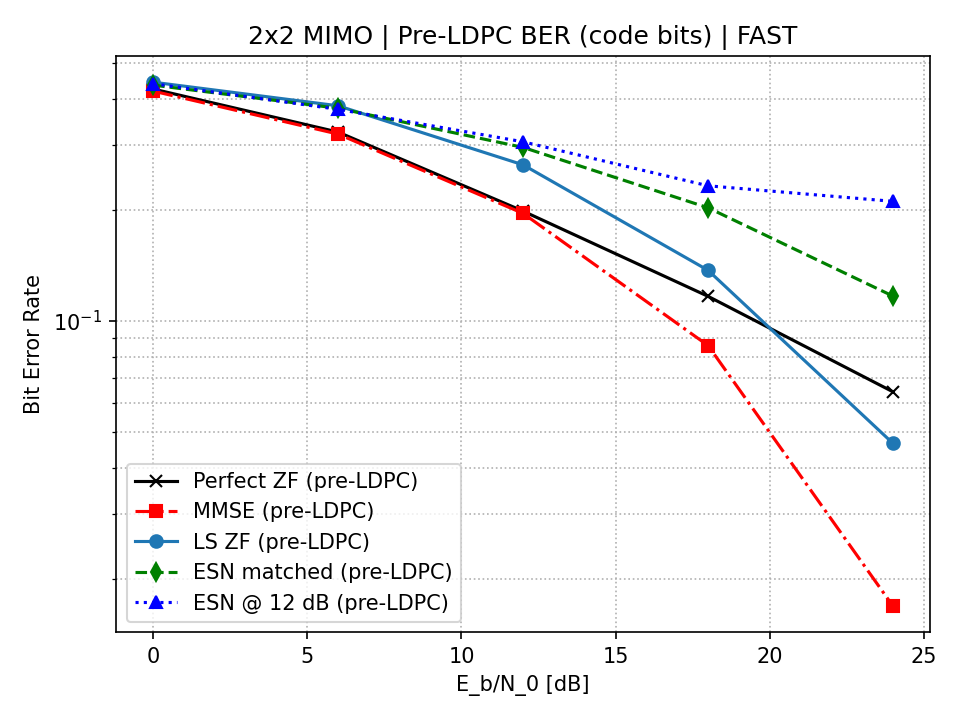 2x2 MIMO | Pre-LDPC BER (code bits) | FAST
Bit Error Rate
10⁻¹
Perfect ZF (pre-LDPC)
MMSE (pre-LDPC)
LS ZF (pre-LDPC)
ESN matched (pre-LDPC)
ESN @ 12 dB (pre-LDPC)
0 5 10 15 20 25
E_b/N_0 [dB]